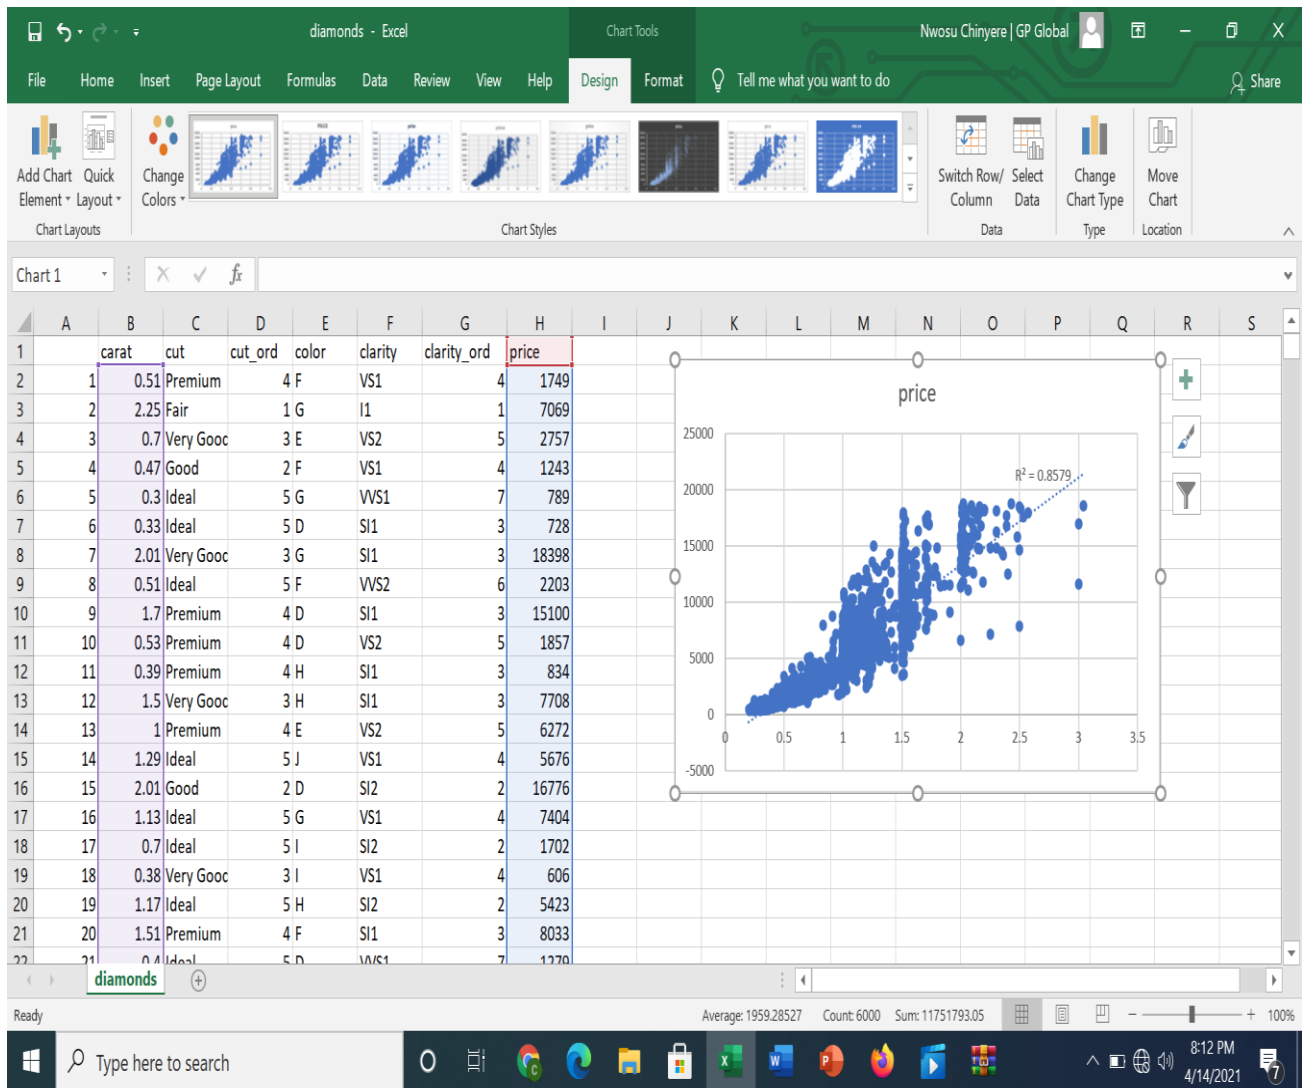 diamonds - Excel
Chart Tools
Nwosu Chinyere | GP Global
File Home Insert Page Layout Formulas Data Review View Help Design Format Tell me what you want to do Share
Add Chart Element Quick Layout
Change Colors
Switch Row/ Column Select Data
Change Chart Type
Move Chart
Chart Layouts Chart Styles Data Type Location
Chart 1 fx
A B C D E F G H I J K L M N O P Q R S
1 carat cut cut_ord color clarity clarity_ord price
2 1 0.51 Premium 4 F VS1 4 1749
3 2 2.25 Fair 1 G I1 1 7069
4 3 0.7 Very Good 3 E VS2 5 2757
5 4 0.47 Good 2 F VS1 4 1243
6 5 0.3 Ideal 5 G VVS1 7 789
7 6 0.33 Ideal 5 D SI1 3 728
8 7 2.01 Very Good 3 G SI1 3 18398
9 8 0.51 Ideal 5 F VVS2 6 2203
10 9 1.7 Premium 4 D SI1 3 15100
11 10 0.53 Premium 4 D VS2 5 1857
12 11 0.39 Premium 4 H SI1 3 834
13 12 1.5 Very Good 3 H SI1 3 7708
14 13 1 Premium 4 E VS2 5 6272
15 14 1.29 Ideal 5 J VS1 4 5676
16 15 2.01 Good 2 D SI2 2 16776
17 16 1.13 Ideal 5 G VS1 4 7404
18 17 0.7 Ideal 5 I SI2 2 1702
19 18 0.38 Very Good 3 I VS1 4 606
20 19 1.17 Ideal 5 H SI2 2 5423
21 20 1.51 Premium 4 F SI1 3 8033
22 21 0.4 Ideal 5 D VVS1 7 1279
price
25000
R² = 0.8579
20000
15000
10000
5000
0
0 0.5 1 1.5 2 2.5 3 3.5
-5000
diamonds
Ready Average: 1959.28527 Count: 6000 Sum: 11751793.05 100%
Type here to search
8:12 PM
4/14/2021
7